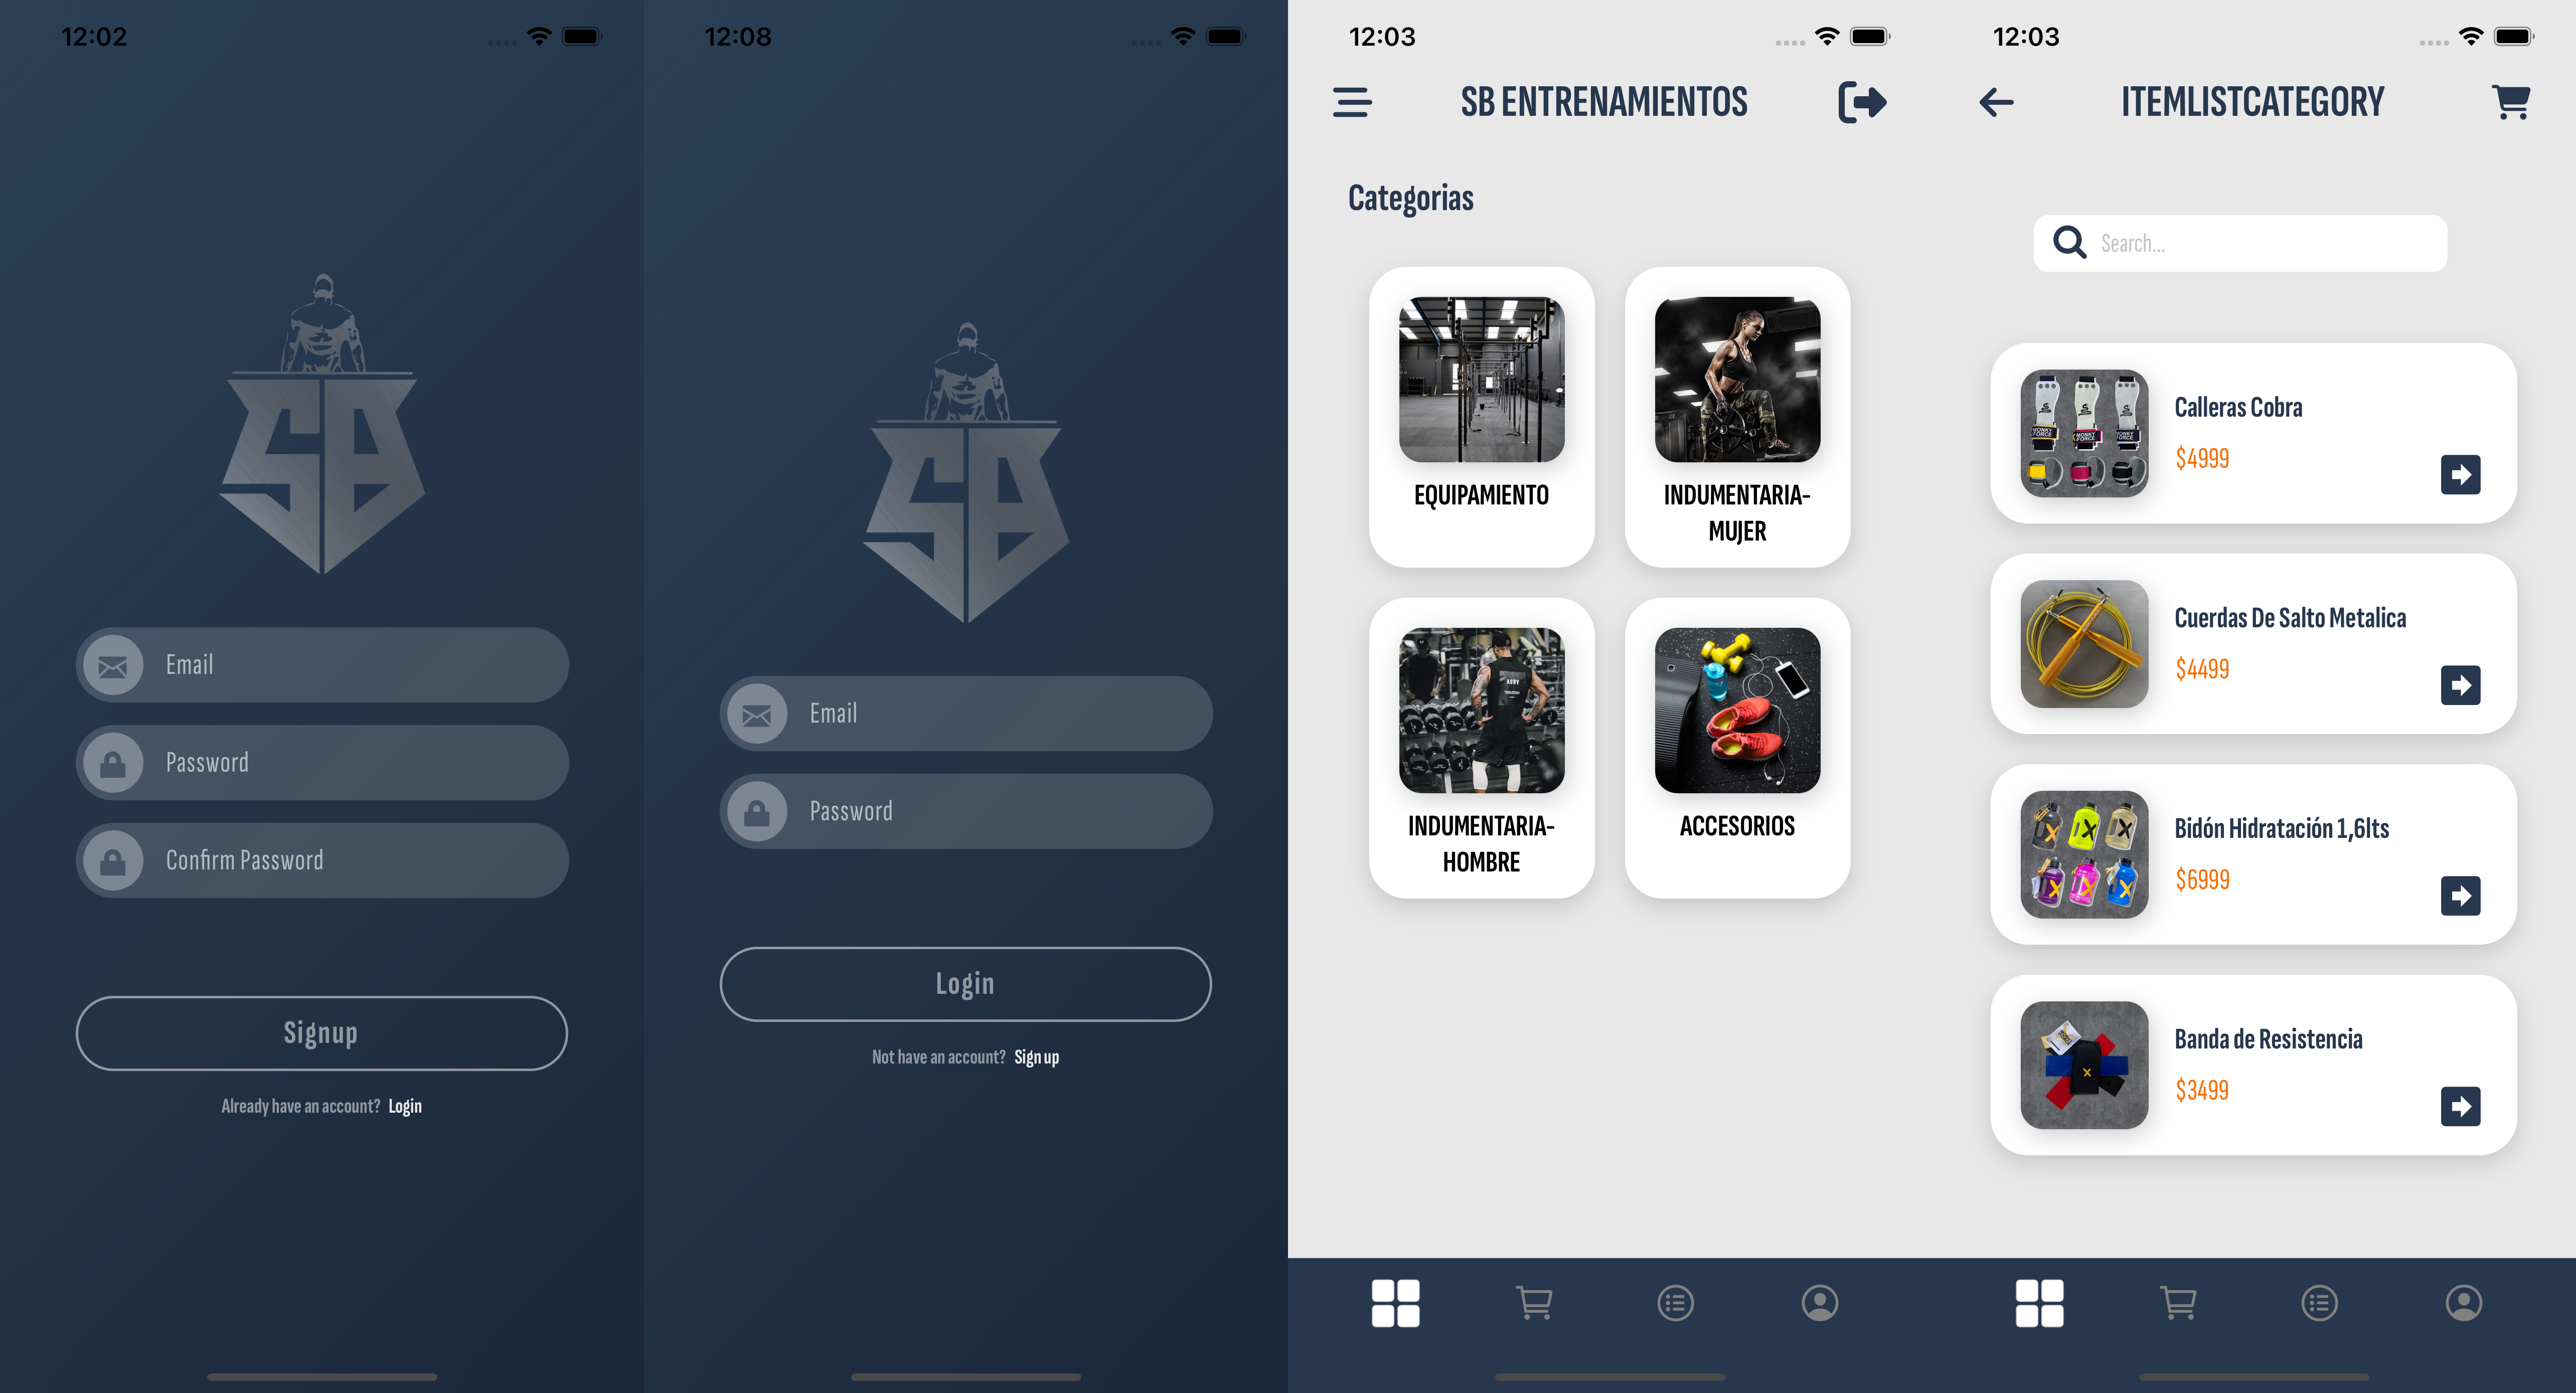 12:02
SB
Email
Password
Confirm Password
Signup
Already have an account? Login
12:08
SB
Email
Password
Login
Not have an account? Sign up
12:03
SB ENTRENAMIENTOS
Categorias
EQUIPAMIENTO
INDUMENTARIA-
MUJER
INDUMENTARIA-
HOMBRE
ACCESORIOS
12:03
ITEMLISTCATEGORY
Search...
Calleras Cobra
$4999
Cuerdas De Salto Metalica
$4499
Bidón Hidratación 1,6lts
$6999
Banda de Resistencia
$3499